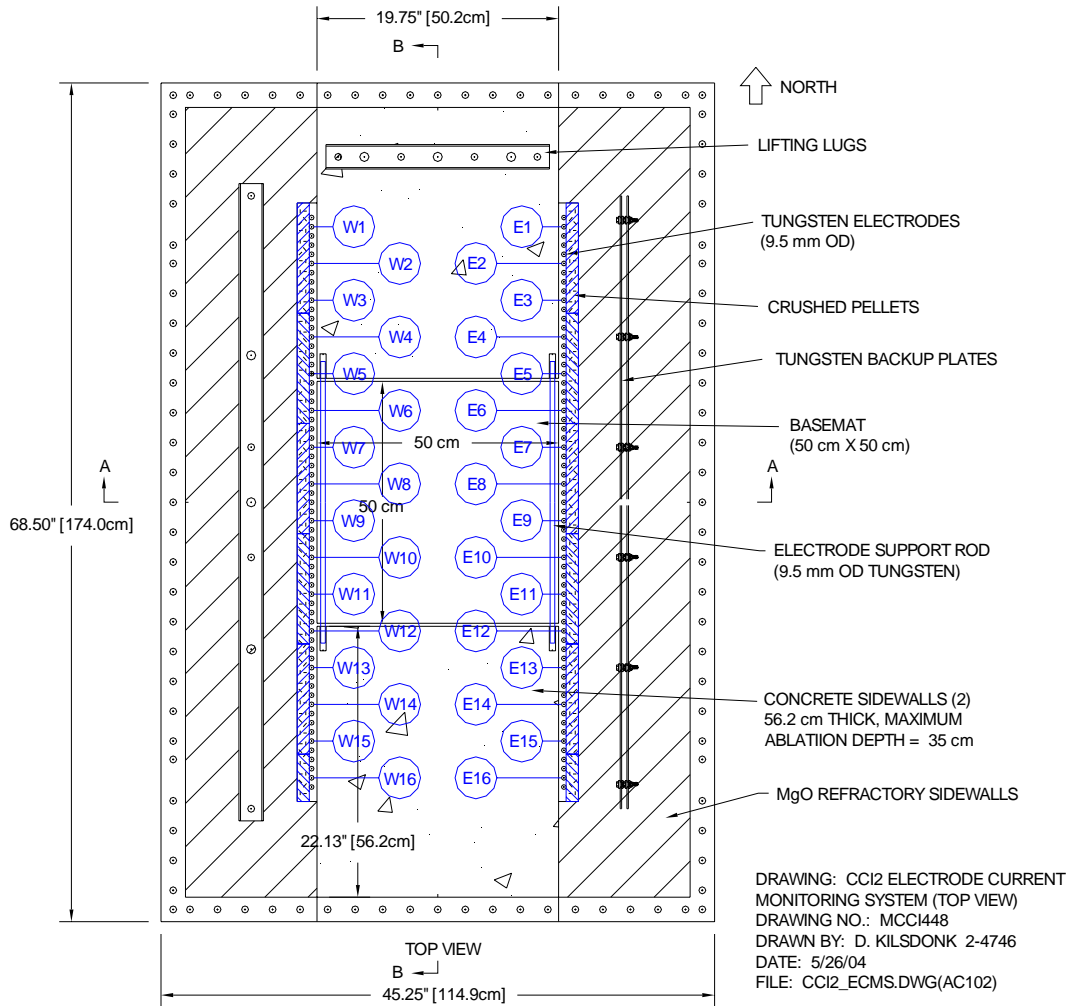 19.75" [50.2cm]
B
NORTH
LIFTING LUGS
TUNGSTEN ELECTRODES
(9.5 mm OD)
CRUSHED PELLETS
TUNGSTEN BACKUP PLATES
BASEMAT
(50 cm X 50 cm)
W1
E1
W2
E2
W3
E3
W4
E4
W5
E5
W6
E6
50 cm
W7
E7
W8
E8
50 cm
W9
E9
W10
E10
W11
E11
W12
E12
W13
E13
W14
E14
W15
E15
W16
E16
A
A
68.50" [174.0cm]
ELECTRODE SUPPORT ROD
(9.5 mm OD TUNGSTEN)
CONCRETE SIDEWALLS (2)
56.2 cm THICK, MAXIMUM
ABLATIION DEPTH = 35 cm
MgO REFRACTORY SIDEWALLS
22.13" [56.2cm]
TOP VIEW
B
45.25" [114.9cm]
DRAWING: CCI2 ELECTRODE CURRENT
MONITORING SYSTEM (TOP VIEW)
DRAWING NO.: MCCI448
DRAWN BY: D. KILSDONK 2-4746
DATE: 5/26/04
FILE: CCI2_ECMS.DWG(AC102)